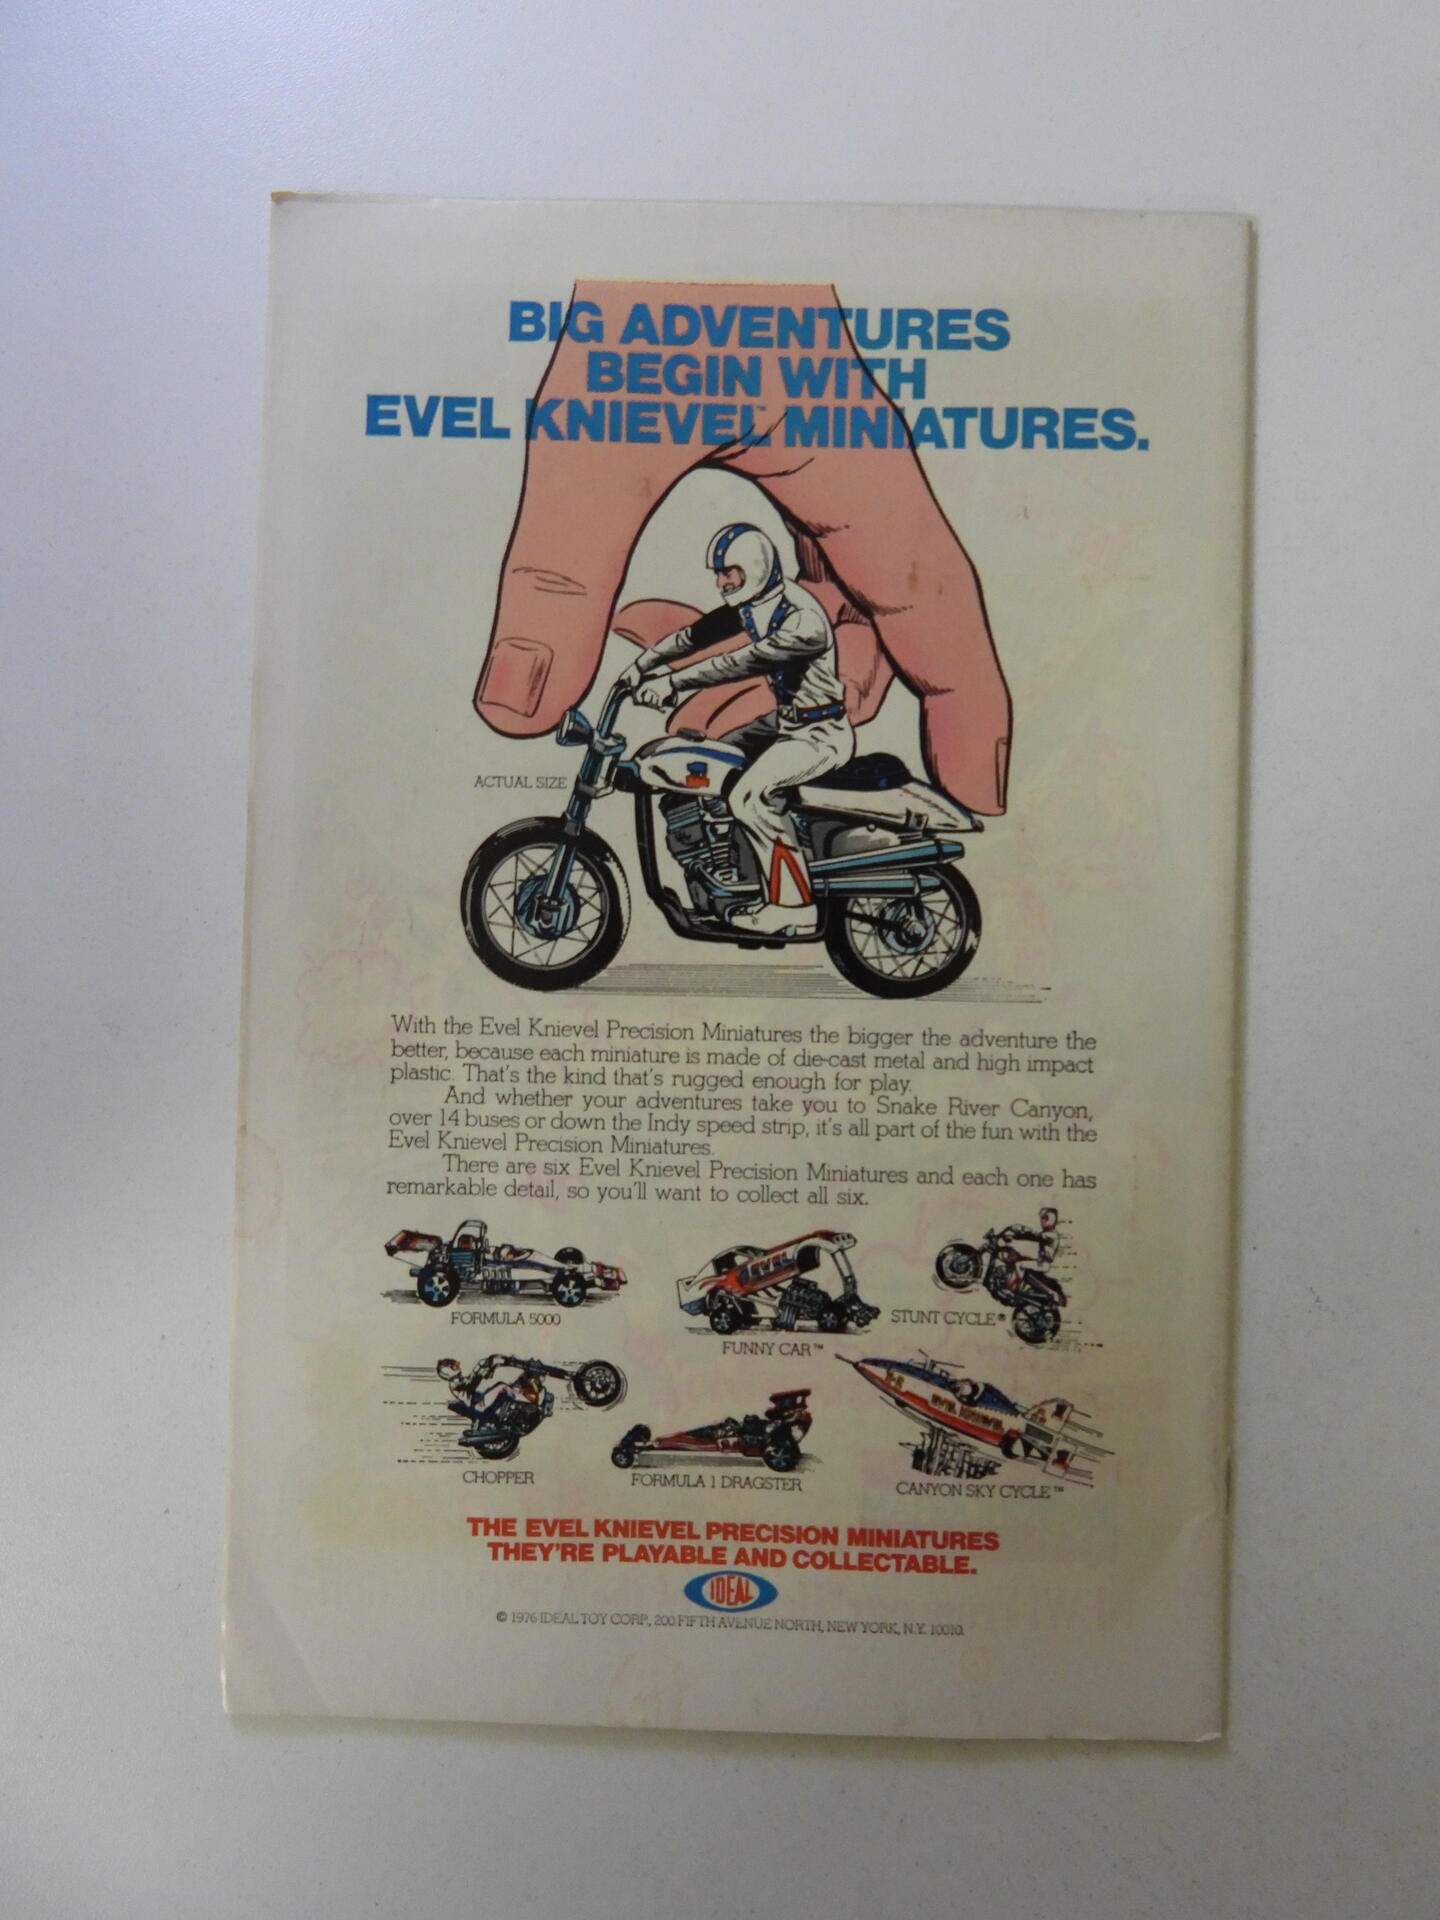 BIG ADVENTURES
BEGIN WITH
EVEL KNIEVEL™ MINIATURES.
ACTUAL SIZE
With the Evel Knievel Precision Miniatures the bigger the adventure the
better, because each miniature is made of die-cast metal and high impact
plastic. That's the kind that's rugged enough for play.
And whether your adventures take you to Snake River Canyon,
over 14 buses or down the Indy speed strip, it's all part of the fun with the
Evel Knievel Precision Miniatures.
There are six Evel Knievel Precision Miniatures and each one has
remarkable detail, so you'll want to collect all six.
EVEL
FORMULA 5000
FUNNY CAR™
STUNT CYCLE®
EVEL KNIEVEL
CHOPPER
FORMULA 1 DRAGSTER
CANYON SKY CYCLE™
THE EVEL KNIEVEL PRECISION MINIATURES
THEY'RE PLAYABLE AND COLLECTABLE.
IDEAL
© 1976 IDEAL TOY CORP., 200 FIFTH AVENUE NORTH, NEW YORK, N.Y. 10010.